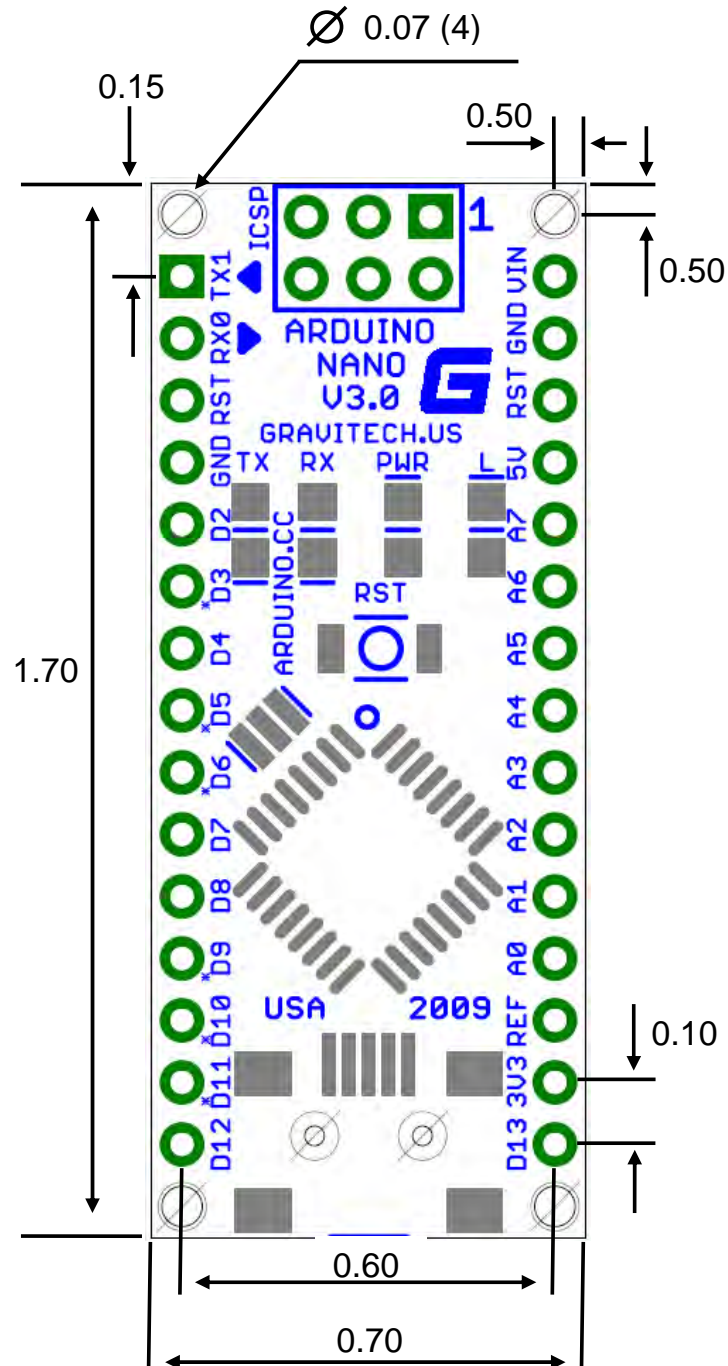 Ø 0.07 (4)
0.15
0.50
0.50
ICSP
1
TX1
RX0
RST
GND
D2
*D3
D4
*D5
*D6
D7
D8
*D9
*D10
*D11
D12
VIN
GND
RST
5V
A7
A6
A5
A4
A3
A2
A1
A0
REF
3V3
D13
ARDUINO
NANO
V3.0
G
GRAVITECH.US
TX RX PWR L
ARDUINO.CC
RST
1.70
USA 2009
0.10
0.60
0.70